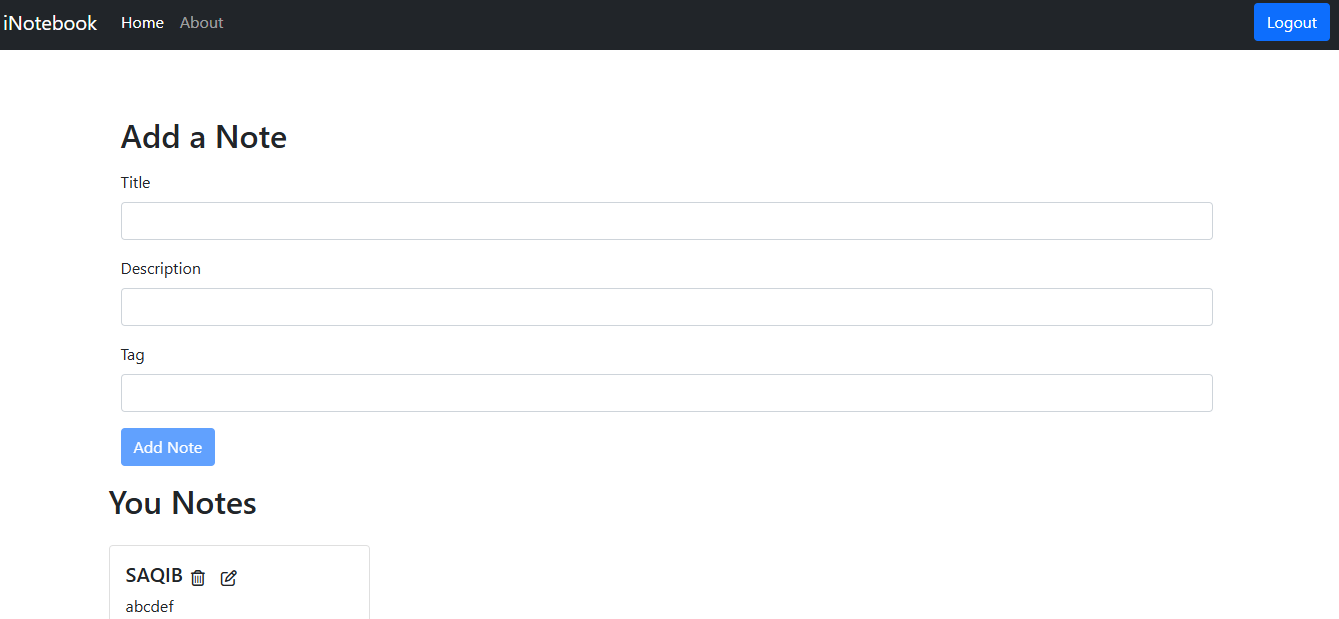 iNotebook Home About Logout
Add a Note
Title
Description
Tag
Add Note
You Notes
SAQIB
abcdef